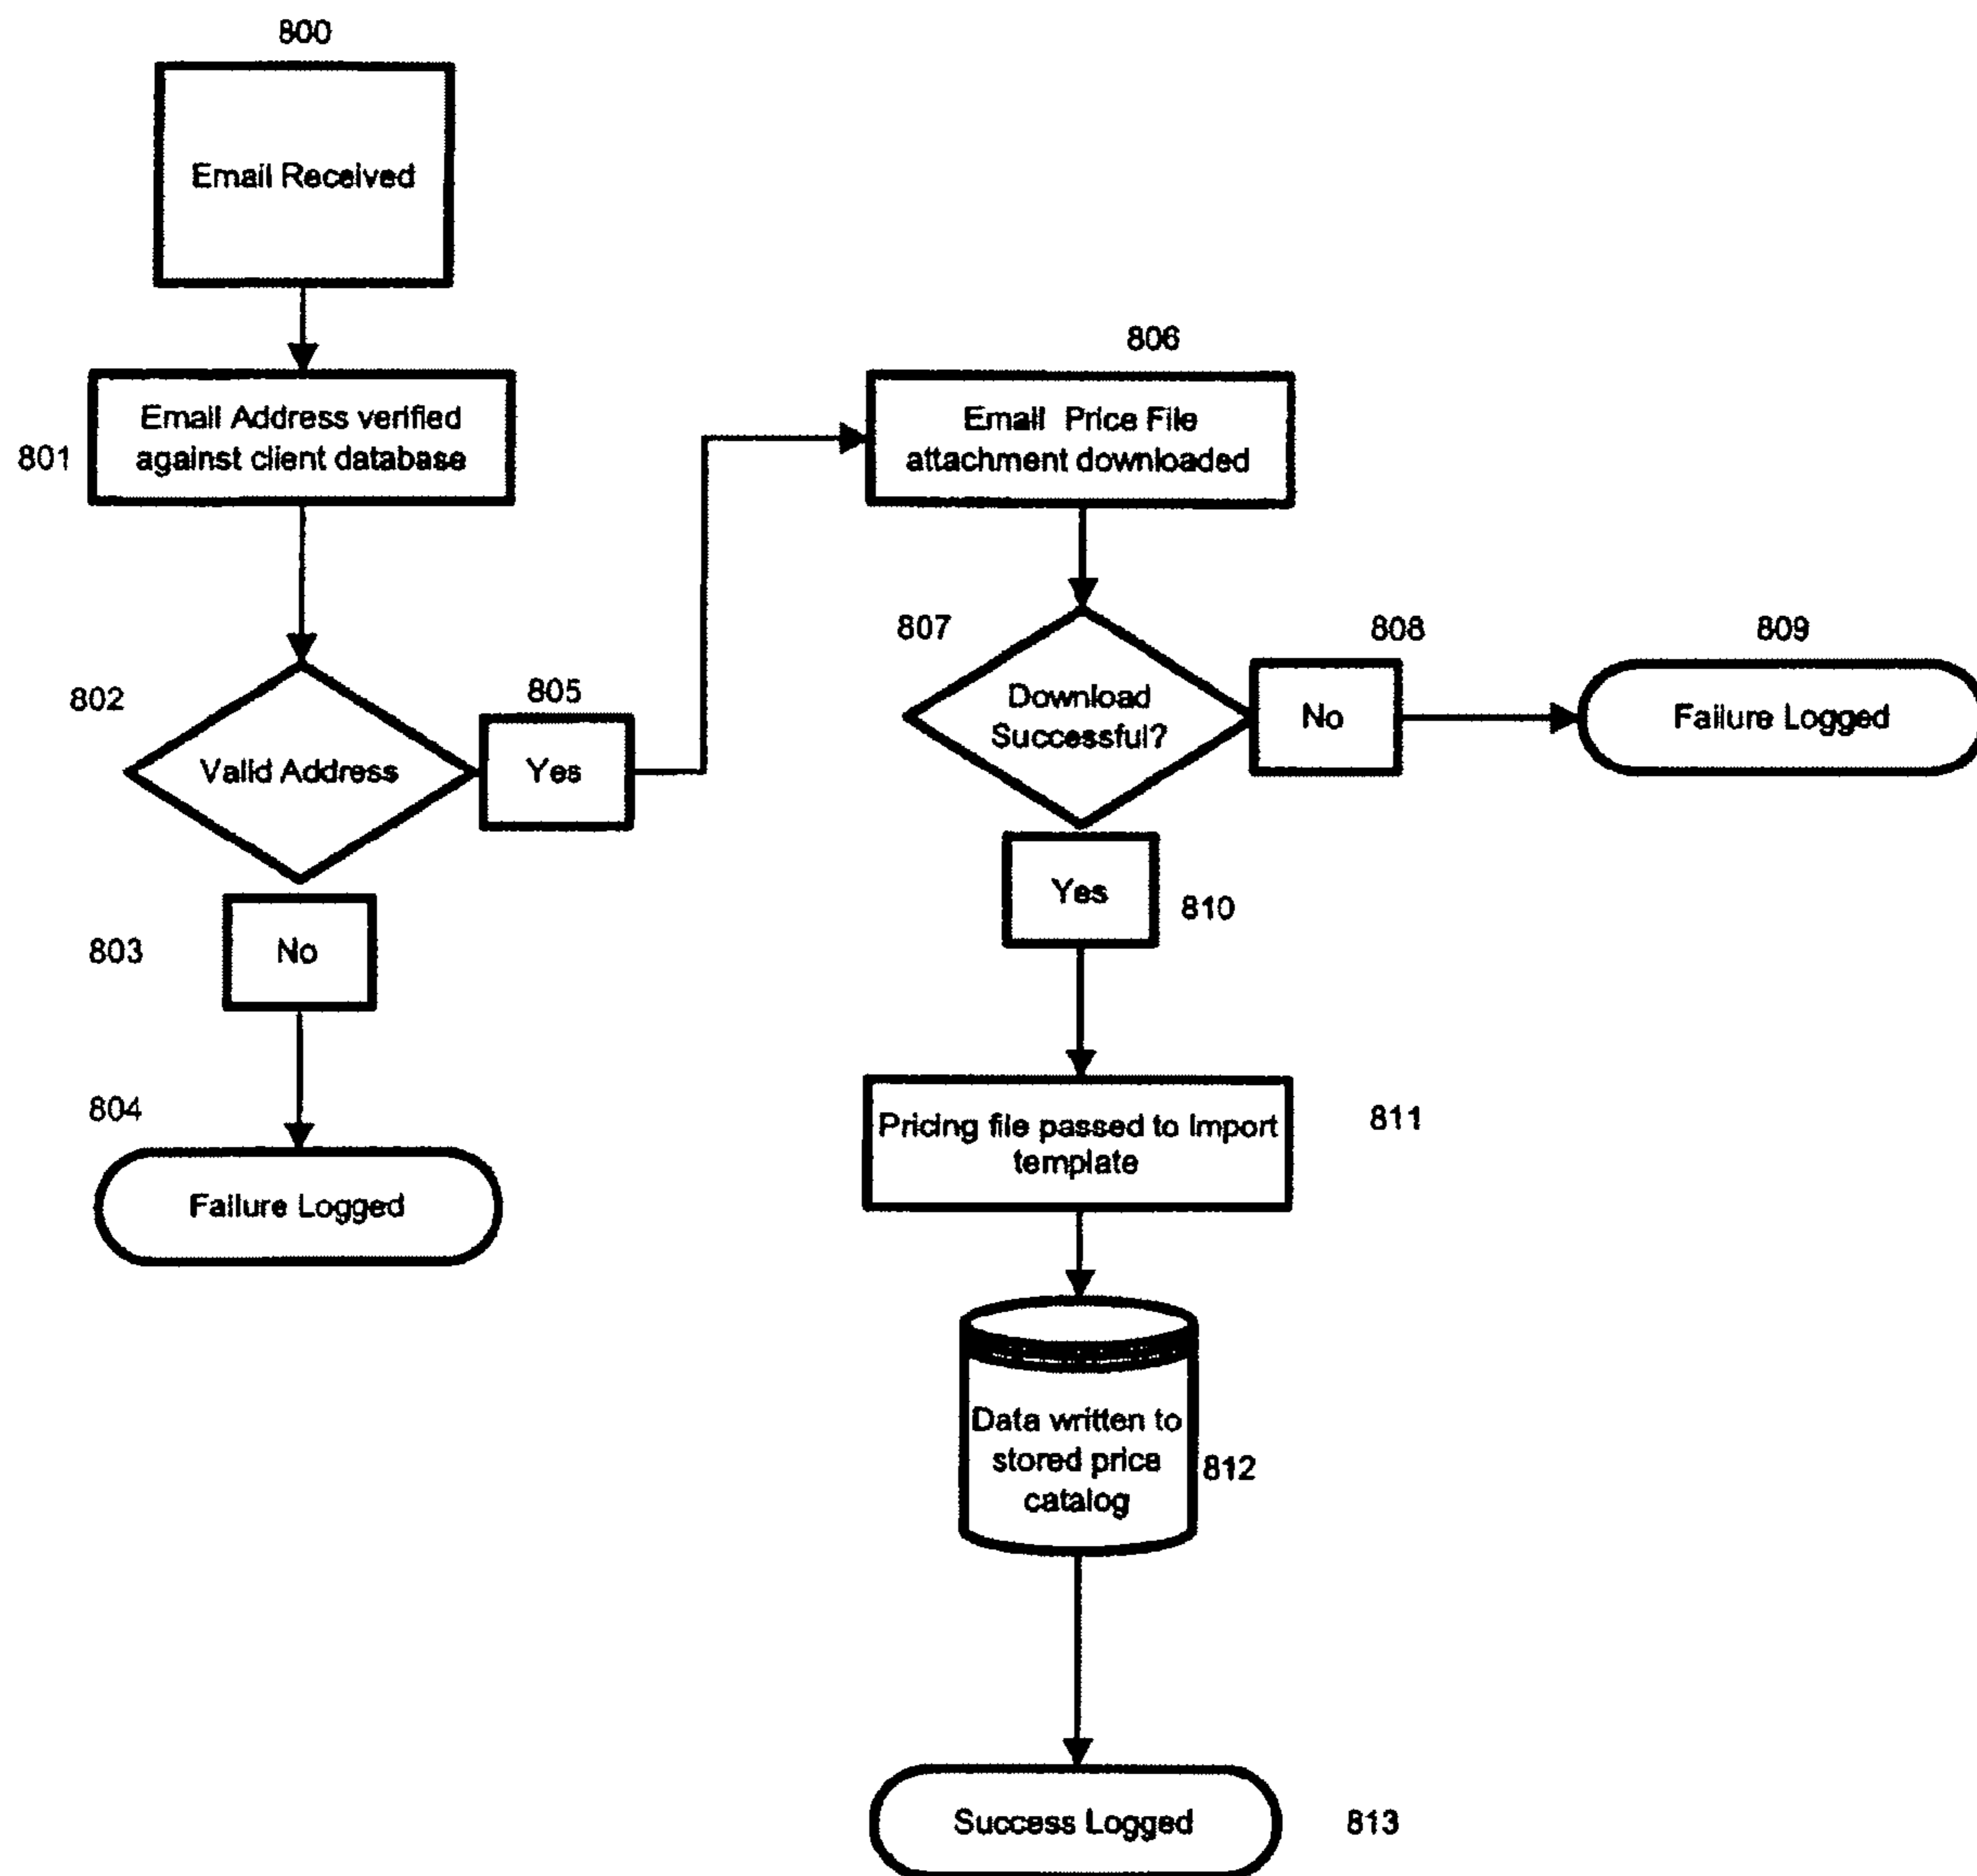 800
Email Received
801
Email Address verified
against client database
802
Valid Address
805
Yes
803
No
804
Failure Logged
806
Email Price File
attachment downloaded
807
Download
Successful?
808
No
809
Failure Logged
Yes
810
Pricing file passed to Import
template
811
Data written to
stored price
catalog
812
Success Logged
813